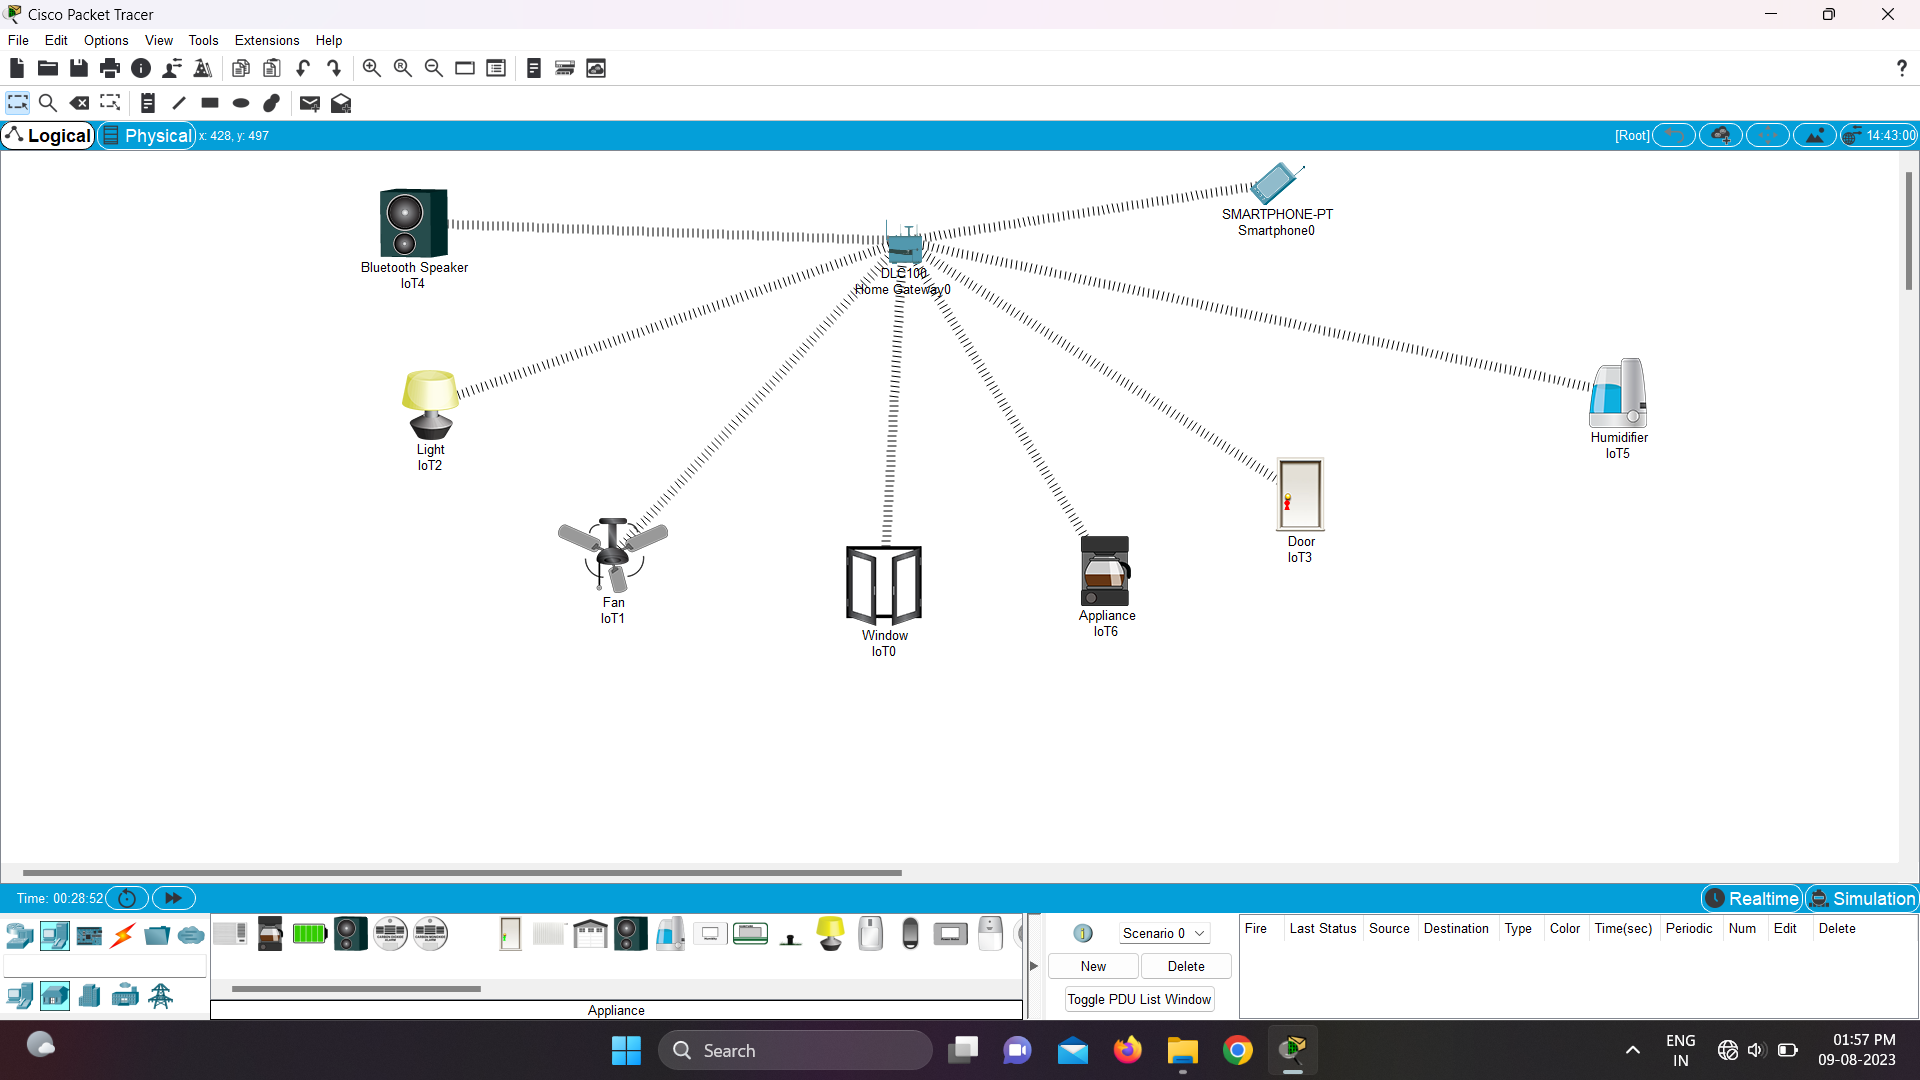 Cisco Packet Tracer
File Edit Options View Tools Extensions Help
Logical Physical x: 428, y: 497 [Root] 14:43:00
SMARTPHONE-PT
Smartphone0
Bluetooth Speaker
IoT4
DLC100
Home Gateway0
Light
IoT2
Humidifier
IoT5
Door
IoT3
Fan
IoT1
Appliance
IoT6
Window
IoT0
Time: 00:28:52 Realtime Simulation
Scenario 0
New Delete
Toggle PDU List Window
Fire Last Status Source Destination Type Color Time(sec) Periodic Num Edit Delete
Appliance
Search
ENG
IN
01:57 PM
09-08-2023